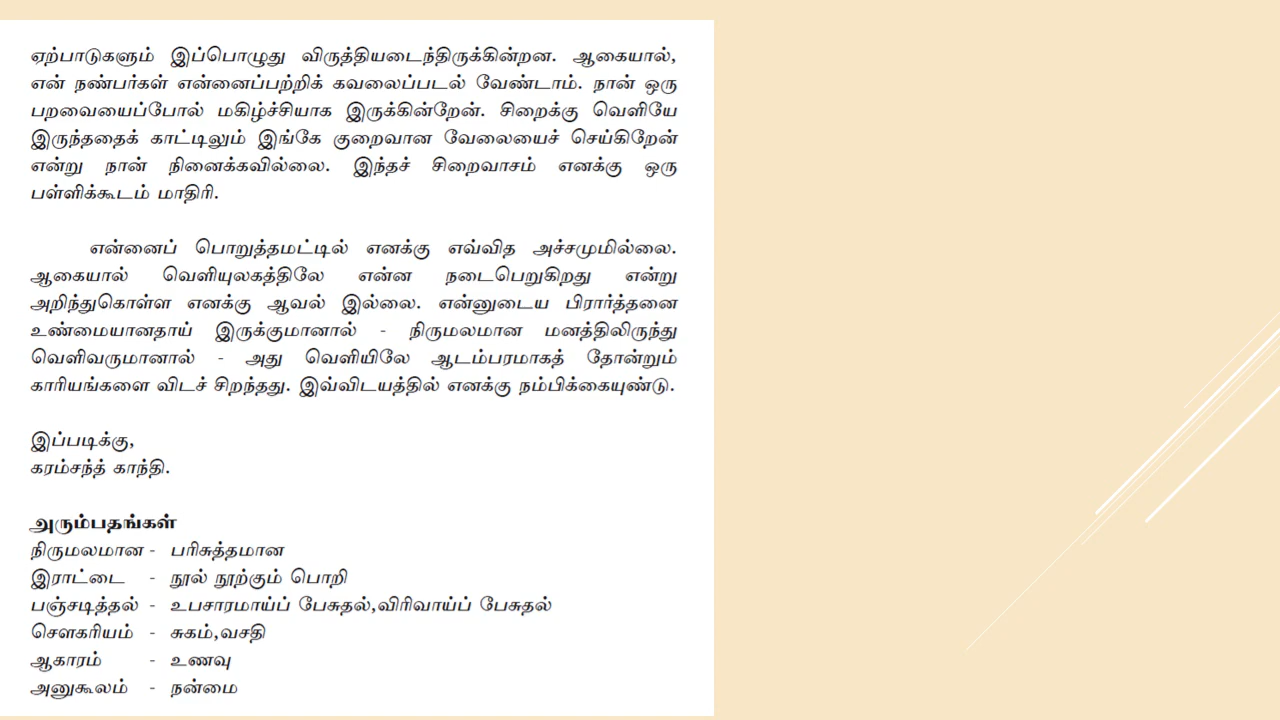 ஏற்பாடுகளும் இப்பொழுது விருத்தியடைந்திருக்கின்றன. ஆகையால்,
என் நண்பர்கள் என்னைப்பற்றிக் கவலைப்படல் வேண்டாம். நான் ஒரு
பறவையைப்போல் மகிழ்ச்சியாக இருக்கின்றேன். சிறைக்கு வெளியே
இருந்ததைக் காட்டிலும் இங்கே குறைவான வேலையைச் செய்கிறேன்
என்று நான் நினைக்கவில்லை. இந்தச் சிறைவாசம் எனக்கு ஒரு
பள்ளிக்கூடம் மாதிரி.
என்னைப் பொறுத்தமட்டில் எனக்கு எவ்வித அச்சமுமில்லை.
ஆகையால் வெளியுலகத்திலே என்ன நடைபெறுகிறது என்று
அறிந்துகொள்ள எனக்கு ஆவல் இல்லை. என்னுடைய பிரார்த்தனை
உண்மையானதாய் இருக்குமானால் - நிருமலமான மனத்திலிருந்து
வெளிவருமானால் - அது வெளியிலே ஆடம்பரமாகத் தோன்றும்
காரியங்களை விடச் சிறந்தது. இவ்விடயத்தில் எனக்கு நம்பிக்கையுண்டு.
இப்படிக்கு,
கரம்சந்த் காந்தி.
அரும்பதங்கள்
நிருமலமான - பரிசுத்தமான
இராட்டை - நூல் நூற்கும் பொறி
பஞ்சடித்தல் - உபசாரமாய்ப் பேசுதல்,விரிவாய்ப் பேசுதல்
சௌகரியம் - சுகம்,வசதி
ஆகாரம் - உணவு
அனுகூலம் - நன்மை